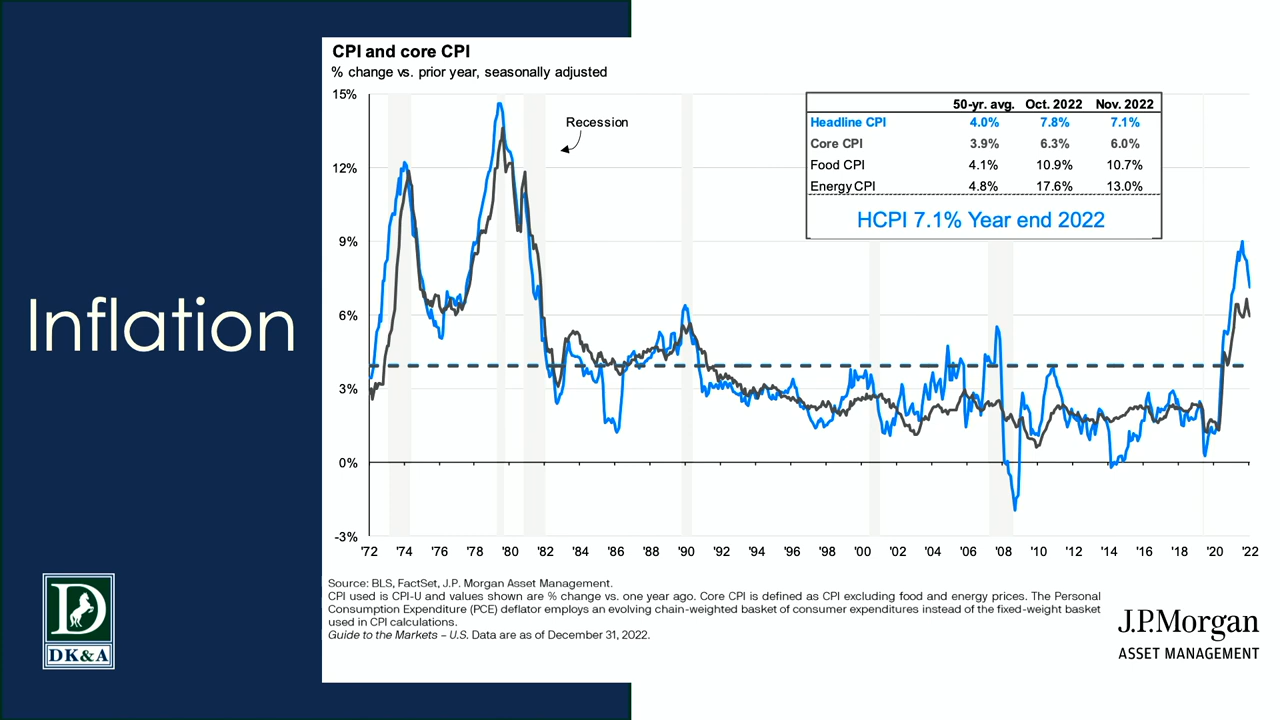 Inflation
CPI and core CPI
% change vs. prior year, seasonally adjusted
15%
12%
9%
6%
3%
0%
-3%
Recession
50-yr. avg. Oct. 2022 Nov. 2022
Headline CPI 4.0% 7.8% 7.1%
Core CPI 3.9% 6.3% 6.0%
Food CPI 4.1% 10.9% 10.7%
Energy CPI 4.8% 17.6% 13.0%
HCPI 7.1% Year end 2022
'72 '74 '76 '78 '80 '82 '84 '86 '88 '90 '92 '94 '96 '98 '00 '02 '04 '06 '08 '10 '12 '14 '16 '18 '20 '22
Source: BLS, FactSet, J.P. Morgan Asset Management.
CPI used is CPI-U and values shown are % change vs. one year ago. Core CPI is defined as CPI excluding food and energy prices. The Personal
Consumption Expenditure (PCE) deflator employs an evolving chain-weighted basket of consumer expenditures instead of the fixed-weight basket
used in CPI calculations.
Guide to the Markets – U.S. Data are as of December 31, 2022.
D
DK&A
J.P.Morgan
ASSET MANAGEMENT